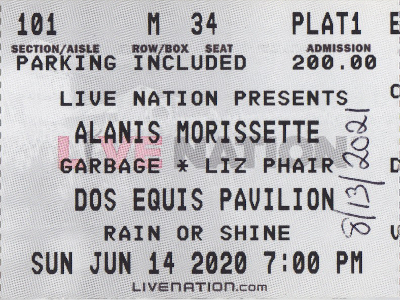 101 M 34 PLAT1 E
SECTION/AISLE ROW/BOX SEAT ADMISSION
PARKING INCLUDED 200.00
LIVE NATION PRESENTS
ALANIS MORISSETTE
LIVE NATION
GARBAGE * LIZ PHAIR
DOS EQUIS PAVILION
RAIN OR SHINE
SUN JUN 14 2020 7:00 PM
LIVENATION.com
8/13/2021